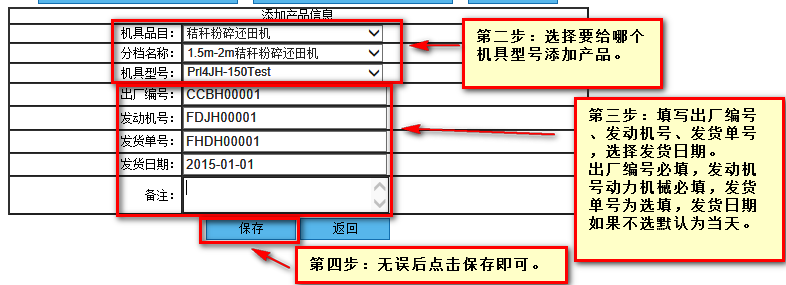 添加产品信息
机具品目： 秸秆粉碎还田机
分档名称： 1.5m-2m秸秆粉碎还田机
机具型号： Prl4JH-150Test
出厂编号： CCBH00001
发动机号： FDJH00001
发货单号： FHDH00001
发货日期： 2015-01-01
备注：
保存 返回
第二步：选择要给哪个
机具型号添加产品。
第三步：填写出厂编号
、发动机号、发货单号
，选择发货日期。
出厂编号必填，发动机
号动力机械必填，发货
单号为选填，发货日期
如果不选默认为当天。
第四步：无误后点击保存即可。